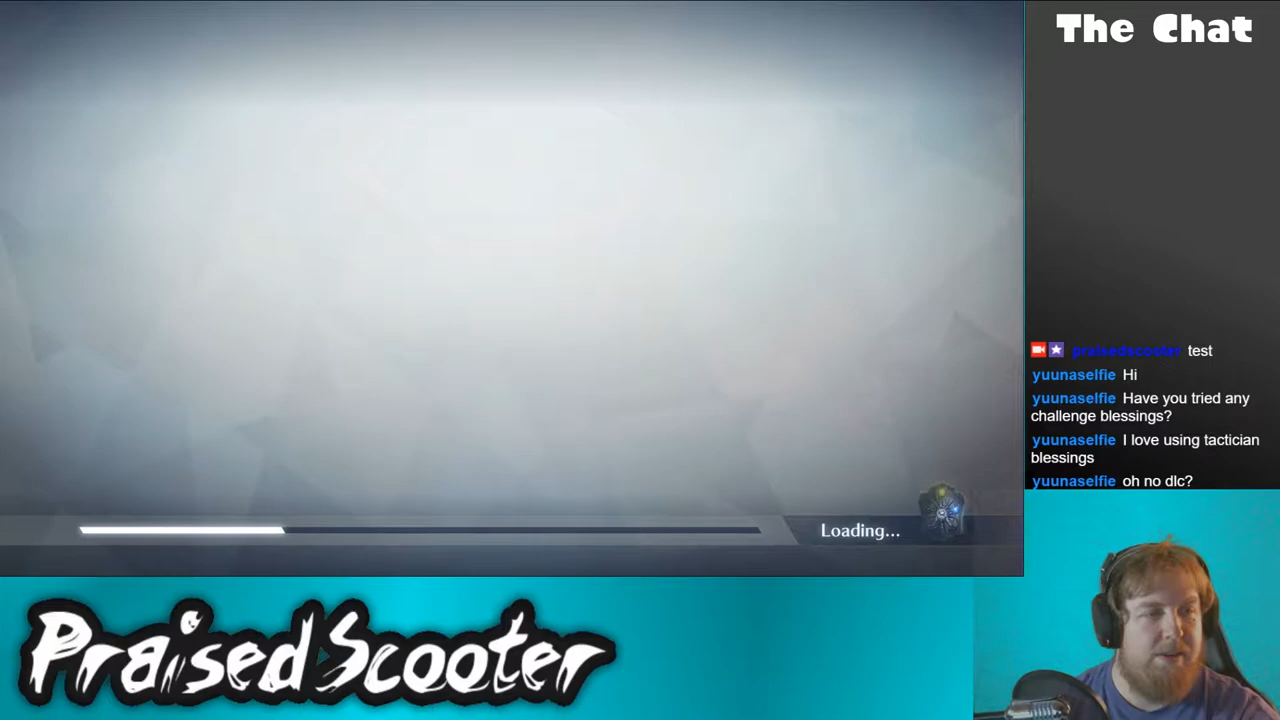 The Chat
praisedscooter test
yuunaselfie Hi
yuunaselfie Have you tried any
challenge blessings?
yuunaselfie I love using tactician
blessings
yuunaselfie oh no dlc?
Loading...
PraisedScooter